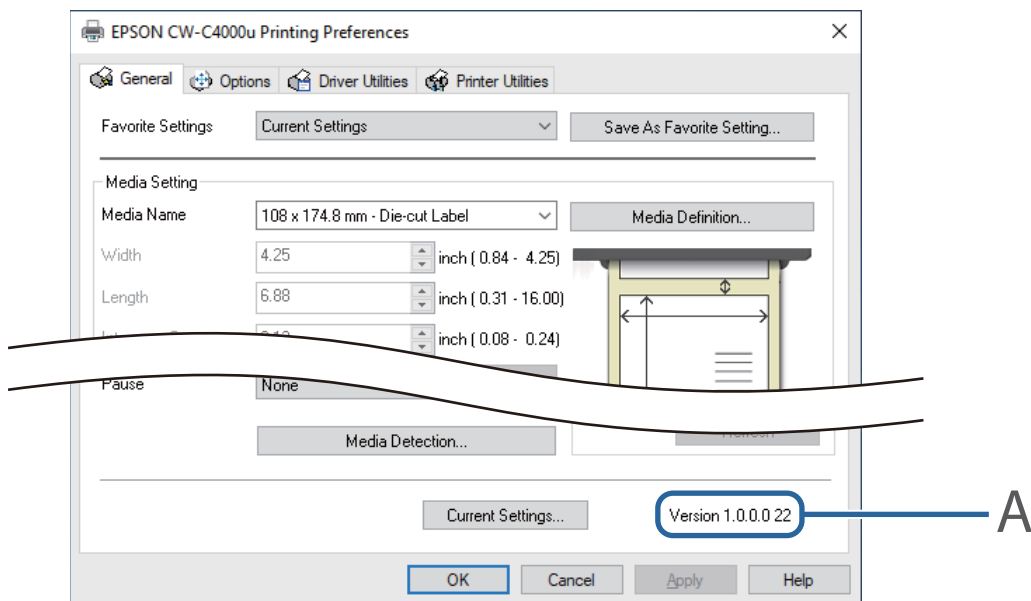 EPSON CW-C4000u Printing Preferences
General Options Driver Utilities Printer Utilities
Favorite Settings Current Settings Save As Favorite Setting...
Media Setting
Media Name 108 x 174.8 mm - Die-cut Label Media Definition...
Width 4.25 inch ( 0.84 - 4.25)
Length 6.88 inch ( 0.31 - 16.00)
inch ( 0.08 - 0.24)
Pause None
Media Detection...
Current Settings... Version 1.0.0.0 22 A
OK Cancel Apply Help